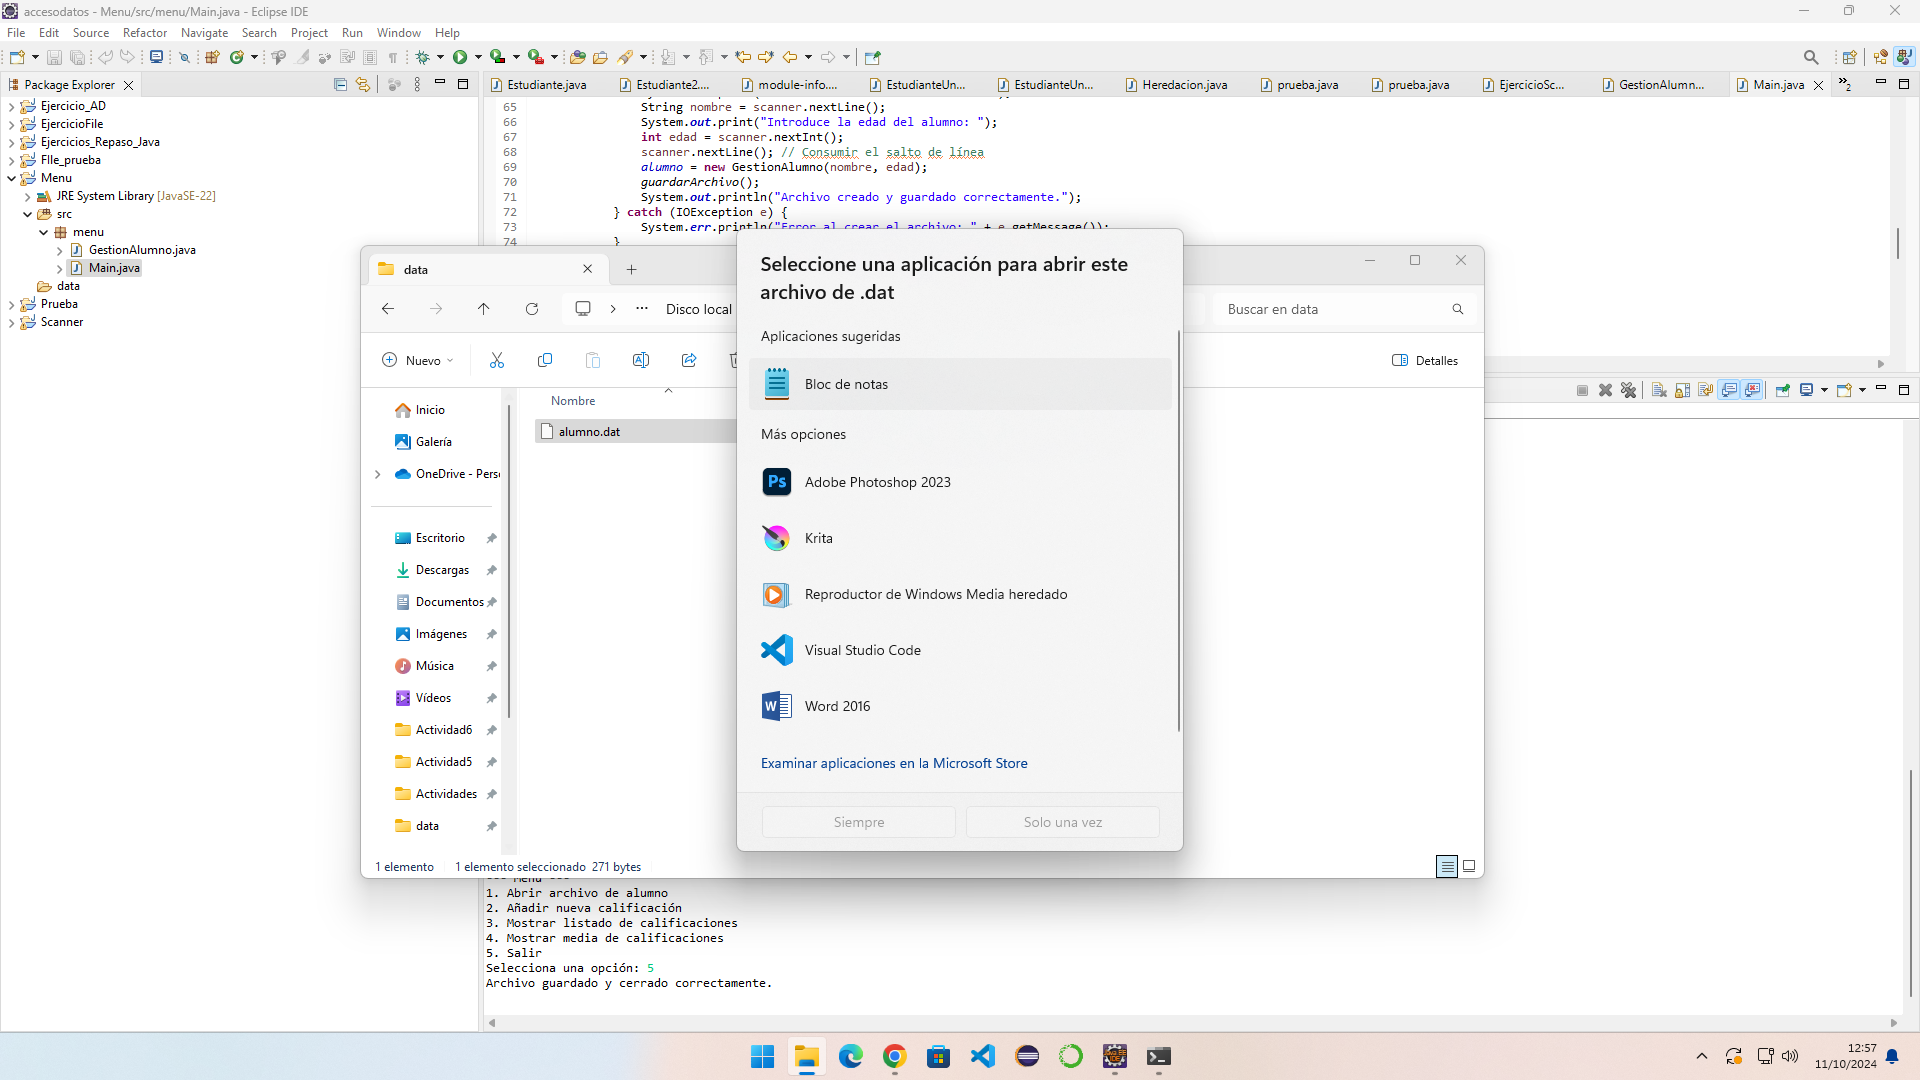 accesodatos - Menu/src/menu/Main.java - Eclipse IDE
File Edit Source Refactor Navigate Search Project Run Window Help
Package Explorer
Estudiante.java Estudiante2.... module-info.... EstudianteUn... EstudianteUn... Heredacion.java prueba.java prueba.java EjercicioSc... GestionAlumn... Main.java 2
Ejercicio_AD
EjercicioFile
Ejercicios_Repaso_Java
FIle_prueba
Menu
JRE System Library [JavaSE-22]
src
menu
GestionAlumno.java
Main.java
data
Prueba
Scanner
65 String nombre = scanner.nextLine();
66 System.out.print("Introduce la edad del alumno: ");
67 int edad = scanner.nextInt();
68 scanner.nextLine(); // Consumir el salto de línea
69 alumno = new GestionAlumno(nombre, edad);
70 guardarArchivo();
71 System.out.println("Archivo creado y guardado correctamente.");
72 } catch (IOException e) {
73 System.err.println("Error al crear el archivo: " + e.getMessage());
74 }
data
Disco local
Buscar en data
Nuevo
Detalles
Inicio
Galería
OneDrive - Pers
Escritorio
Descargas
Documentos
Imágenes
Música
Vídeos
Actividad6
Actividad5
Actividades
data
Nombre
alumno.dat
1 elemento 1 elemento seleccionado 271 bytes
Seleccione una aplicación para abrir este
archivo de .dat
Aplicaciones sugeridas
Bloc de notas
Más opciones
Ps Adobe Photoshop 2023
Krita
Reproductor de Windows Media heredado
Visual Studio Code
W Word 2016
Examinar aplicaciones en la Microsoft Store
Siempre Solo una vez
1. Abrir archivo de alumno
2. Añadir nueva calificación
3. Mostrar listado de calificaciones
4. Mostrar media de calificaciones
5. Salir
Selecciona una opción: 5
Archivo guardado y cerrado correctamente.
12:57
11/10/2024